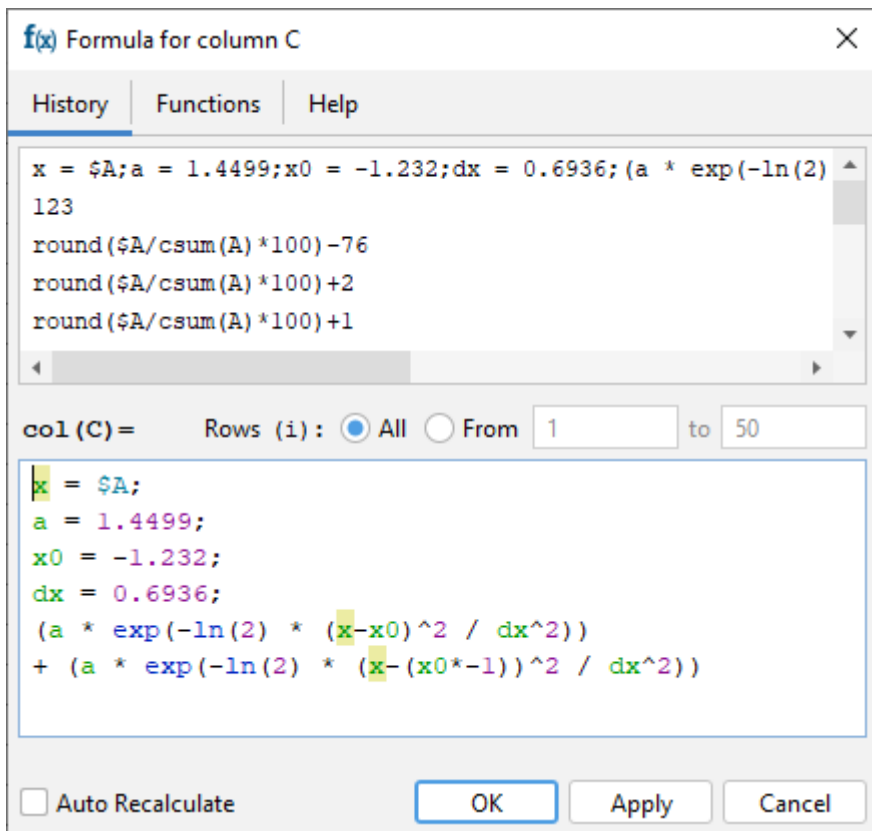 f(x) Formula for column C
History Functions Help
x = $A;a = 1.4499;x0 = -1.232;dx = 0.6936;(a * exp(-ln(2)
123
round($A/csum(A)*100)-76
round($A/csum(A)*100)+2
round($A/csum(A)*100)+1
col(C)= Rows (i): All From 1 to 50
x = $A;
a = 1.4499;
x0 = -1.232;
dx = 0.6936;
(a * exp(-ln(2) * (x-x0)^2 / dx^2))
+ (a * exp(-ln(2) * (x-(x0*-1))^2 / dx^2))
Auto Recalculate OK Apply Cancel